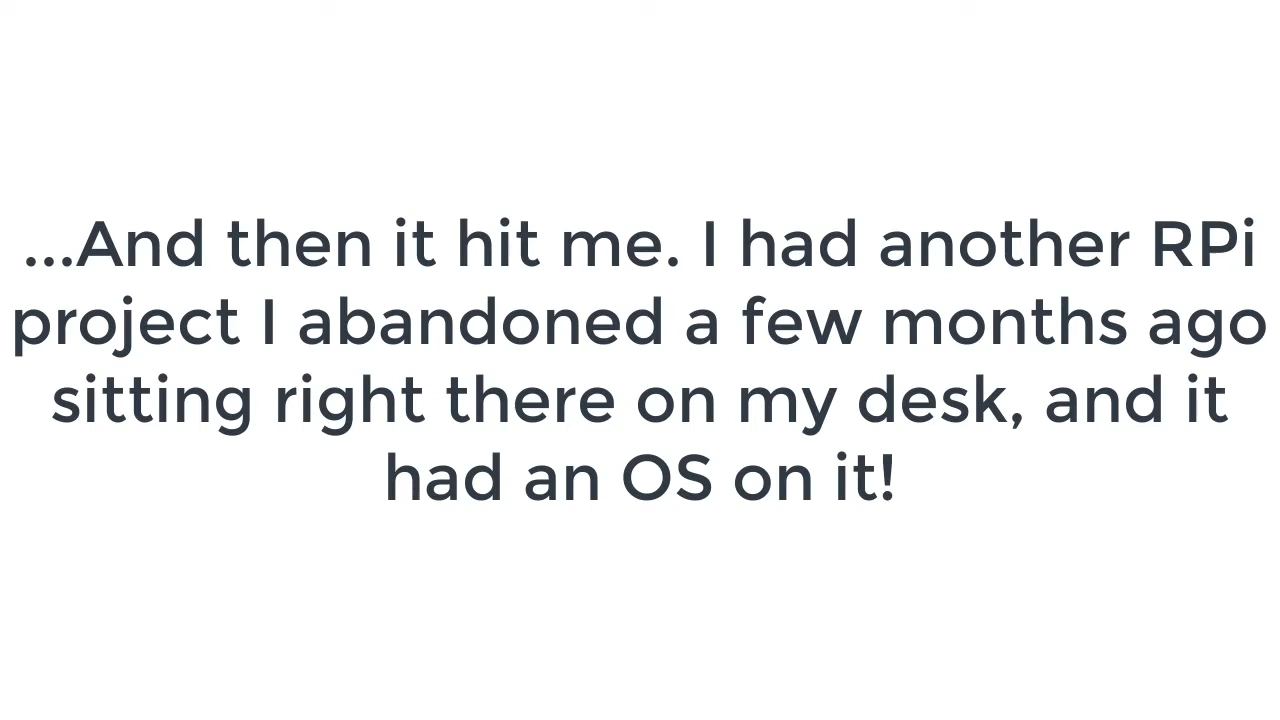 ...And then it hit me. I had another RPi
project I abandoned a few months ago
sitting right there on my desk, and it
had an OS on it!